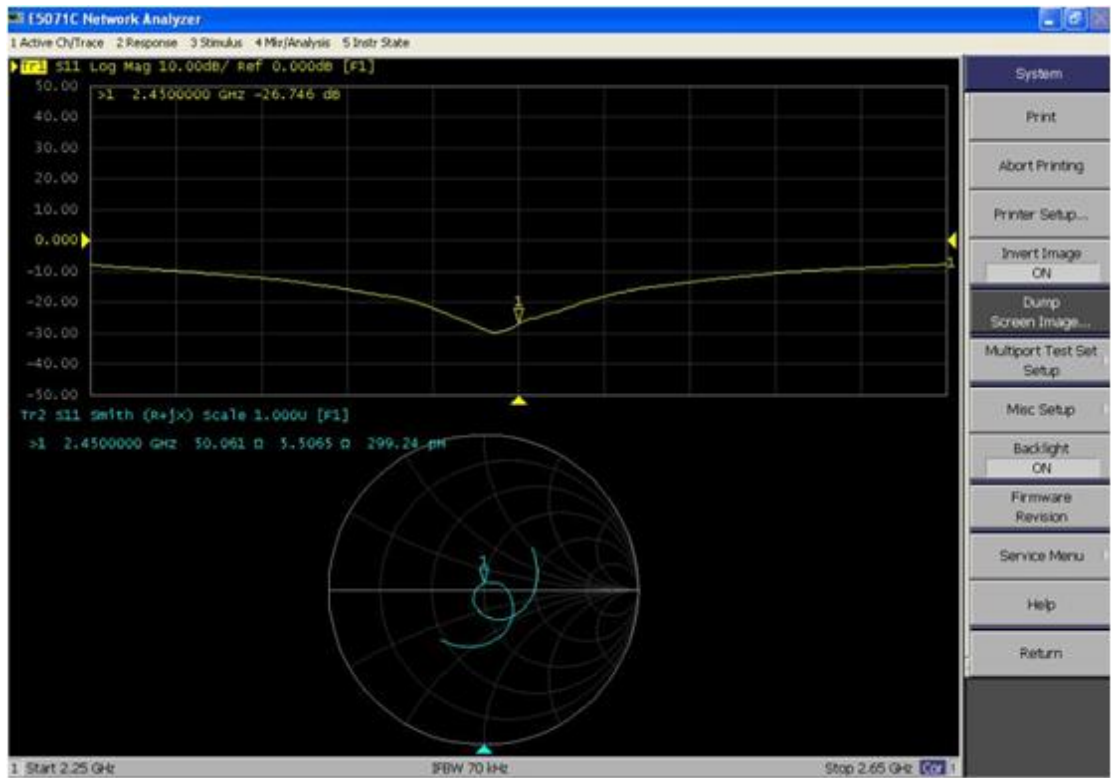 E5071C Network Analyzer
1 Active Ch/Trace 2 Response 3 Stimulus 4 Mkr/Analysis 5 Instr State
Tr1 S11 Log Mag 10.00dB/ Ref 0.000dB [F1]
50.00
>1 2.4500000 GHz -26.746 dB
40.00
30.00
20.00
10.00
0.000
-10.00
-20.00
-30.00
-40.00
-50.00
1
1
Tr2 S11 Smith (R+jX) Scale 1.000U [F1]
>1 2.4500000 GHz 50.061 Ω 5.5065 Ω 299.24 pH
1
1 Start 2.25 GHz
IFBW 70 kHz
Stop 2.65 GHz Cor
System
Print
Abort Printing
Printer Setup...
Invert Image
ON
Dump
Screen Image...
Multiport Test Set
Setup
Misc Setup
Backlight
ON
Firmware
Revision
Service Menu
Help
Return